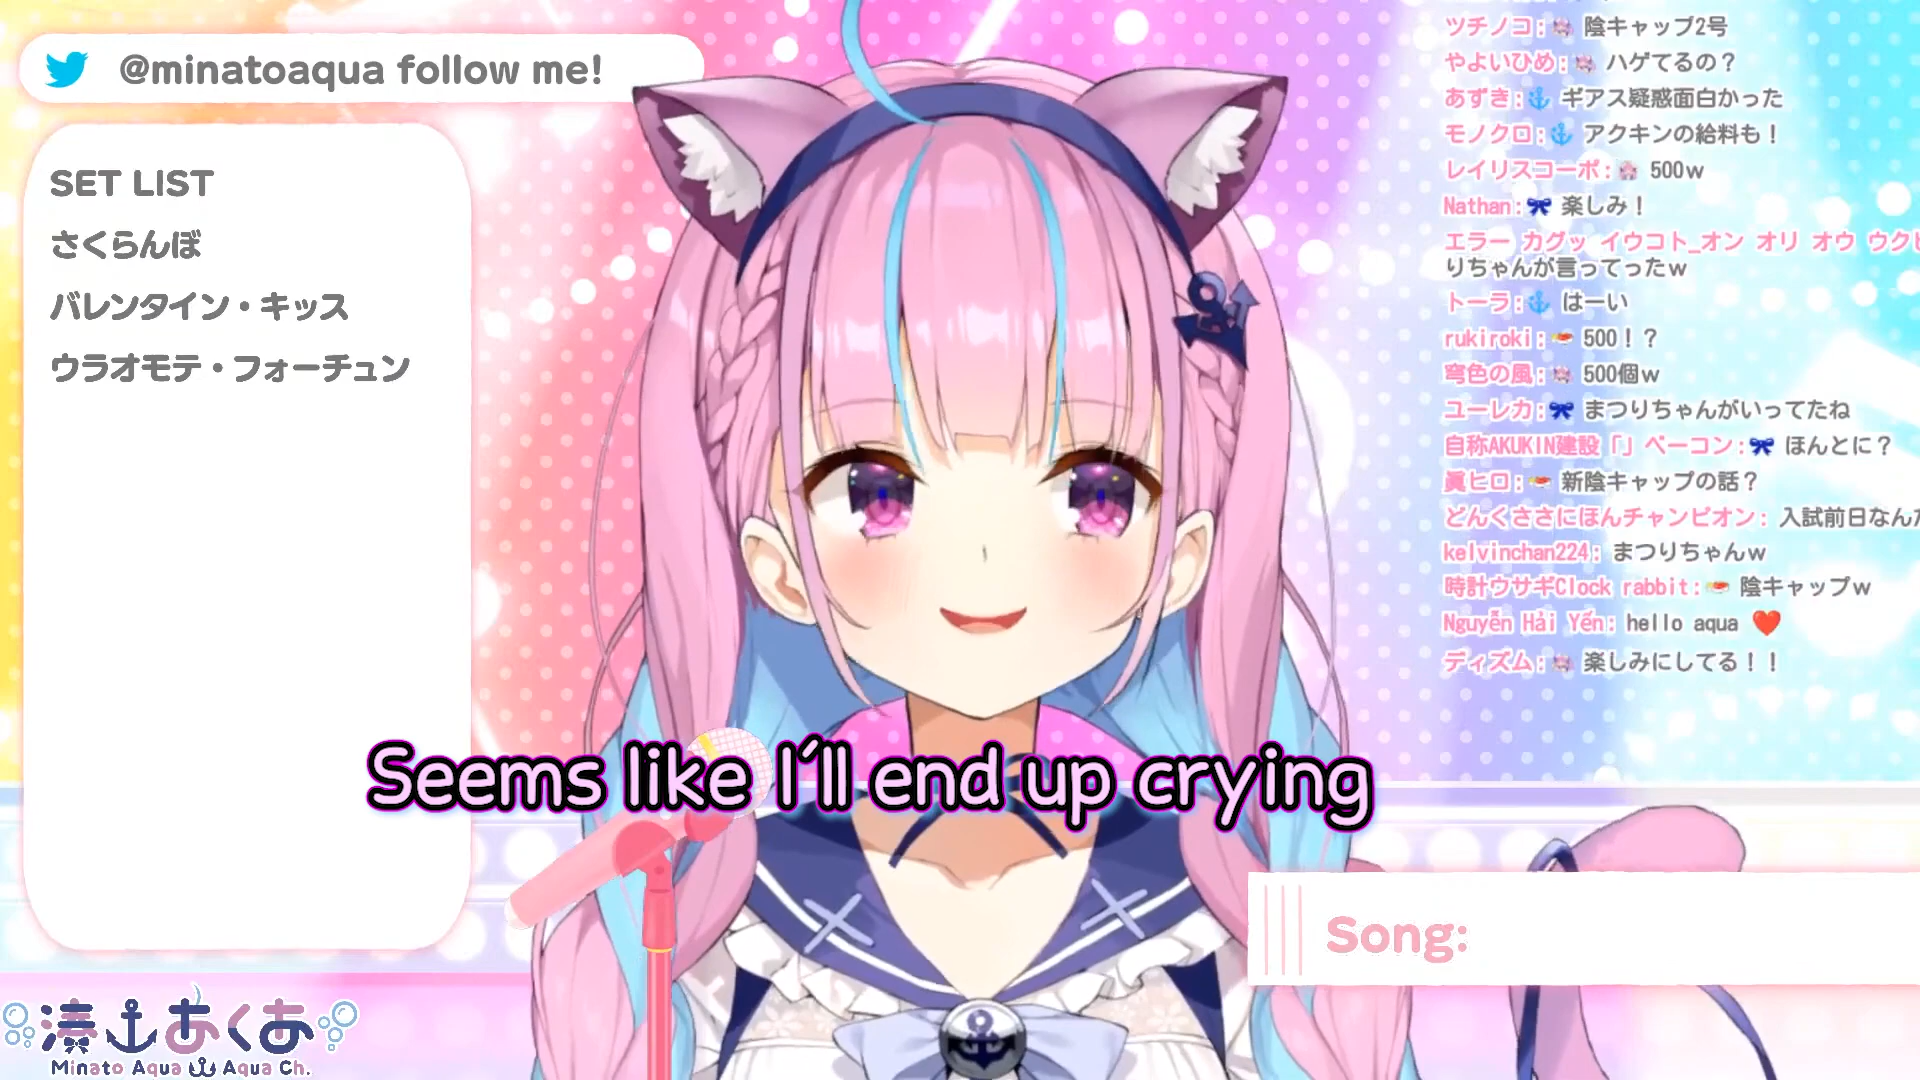 @minatoaqua follow me!
SET LIST
さくらんぼ
バレンタイン・キッス
ウラオモテ・フォーチュン
ツチノコ: 陰キャップ2号
やよいひめ: ハゲてるの？
あずき: ギアス疑惑面白かった
モノクロ: アクキンの給料も！
レイリスコーポ: 500w
Nathan: 楽しみ！
エラー カグッ イウコト_オン オリ オウ ウクヒ
りちゃんが言ってったw
トーラ: はーい
rukiroki: 500！？
穹色の風: 500個w
ユーレカ: まつりちゃんがいってたね
自称AKUKIN建設「」ベーコン: ほんとに？
眞ヒロ: 新陰キャップの話？
どんくささにほんチャンピオン: 入試前日なんだ
kelvinchan224: まつりちゃんw
時計ウサギClock rabbit: 陰キャップw
Nguyễn Hải Yến: hello aqua ❤️
ディズム: 楽しみにしてる！！
Seems like I'll end up crying
Song:
湊あくあ
Minato Aqua Aqua Ch.